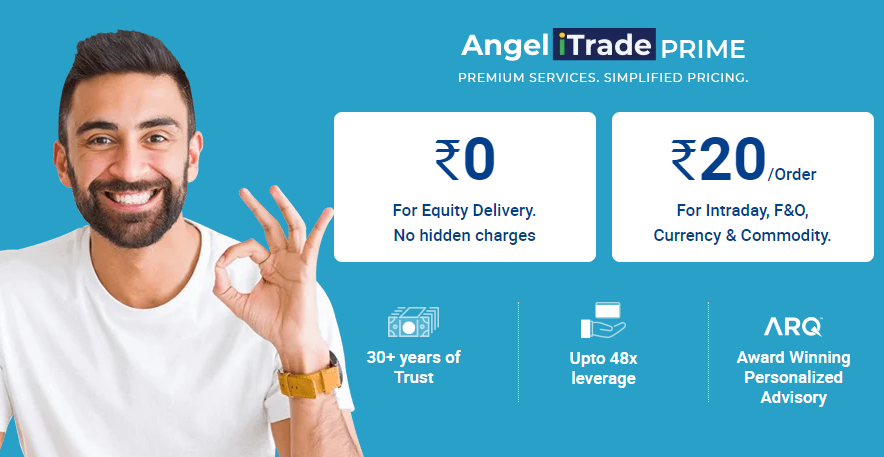 Angel iTrade PRIME
PREMIUM SERVICES. SIMPLIFIED PRICING.
₹0
For Equity Delivery.
No hidden charges
₹20/Order
For Intraday, F&O,
Currency & Commodity.
30+ years of
Trust
Upto 48x
leverage
ARQ
Award Winning
Personalized
Advisory